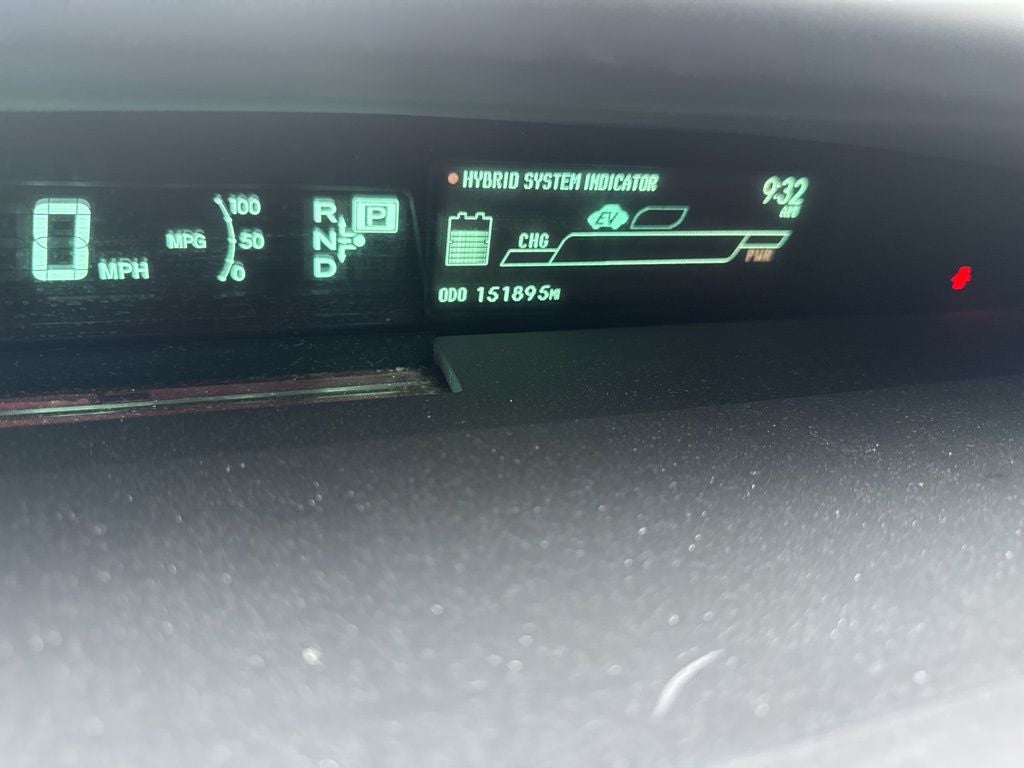 HYBRID SYSTEM INDICATOR
9:32
0 MPH
MPG
100
50
0
R
N
D
P
EV
CHG
PWR
ODO 151895MI